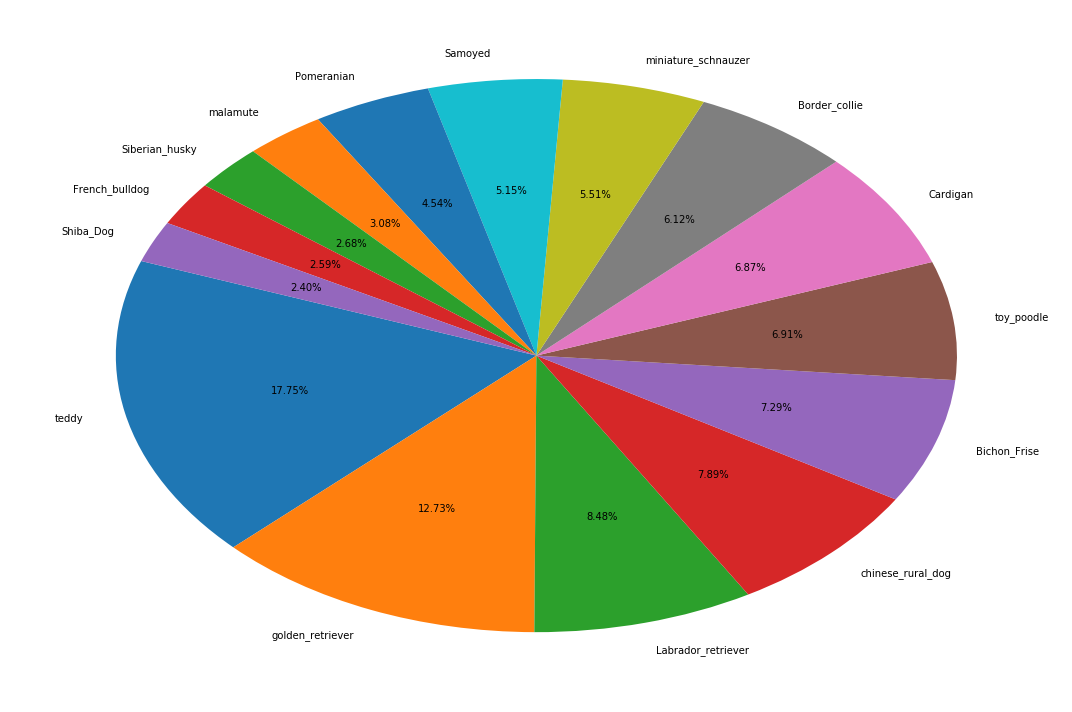 Samoyed
miniature_schnauzer
Pomeranian
Border_collie
malamute
Siberian_husky
French_bulldog
Cardigan
Shiba_Dog
5.15%
5.51%
4.54%
6.12%
3.08%
2.68%
2.59%
6.87%
2.40%
toy_poodle
6.91%
17.75%
7.29%
teddy
Bichon_Frise
7.89%
12.73%
8.48%
chinese_rural_dog
golden_retriever
Labrador_retriever